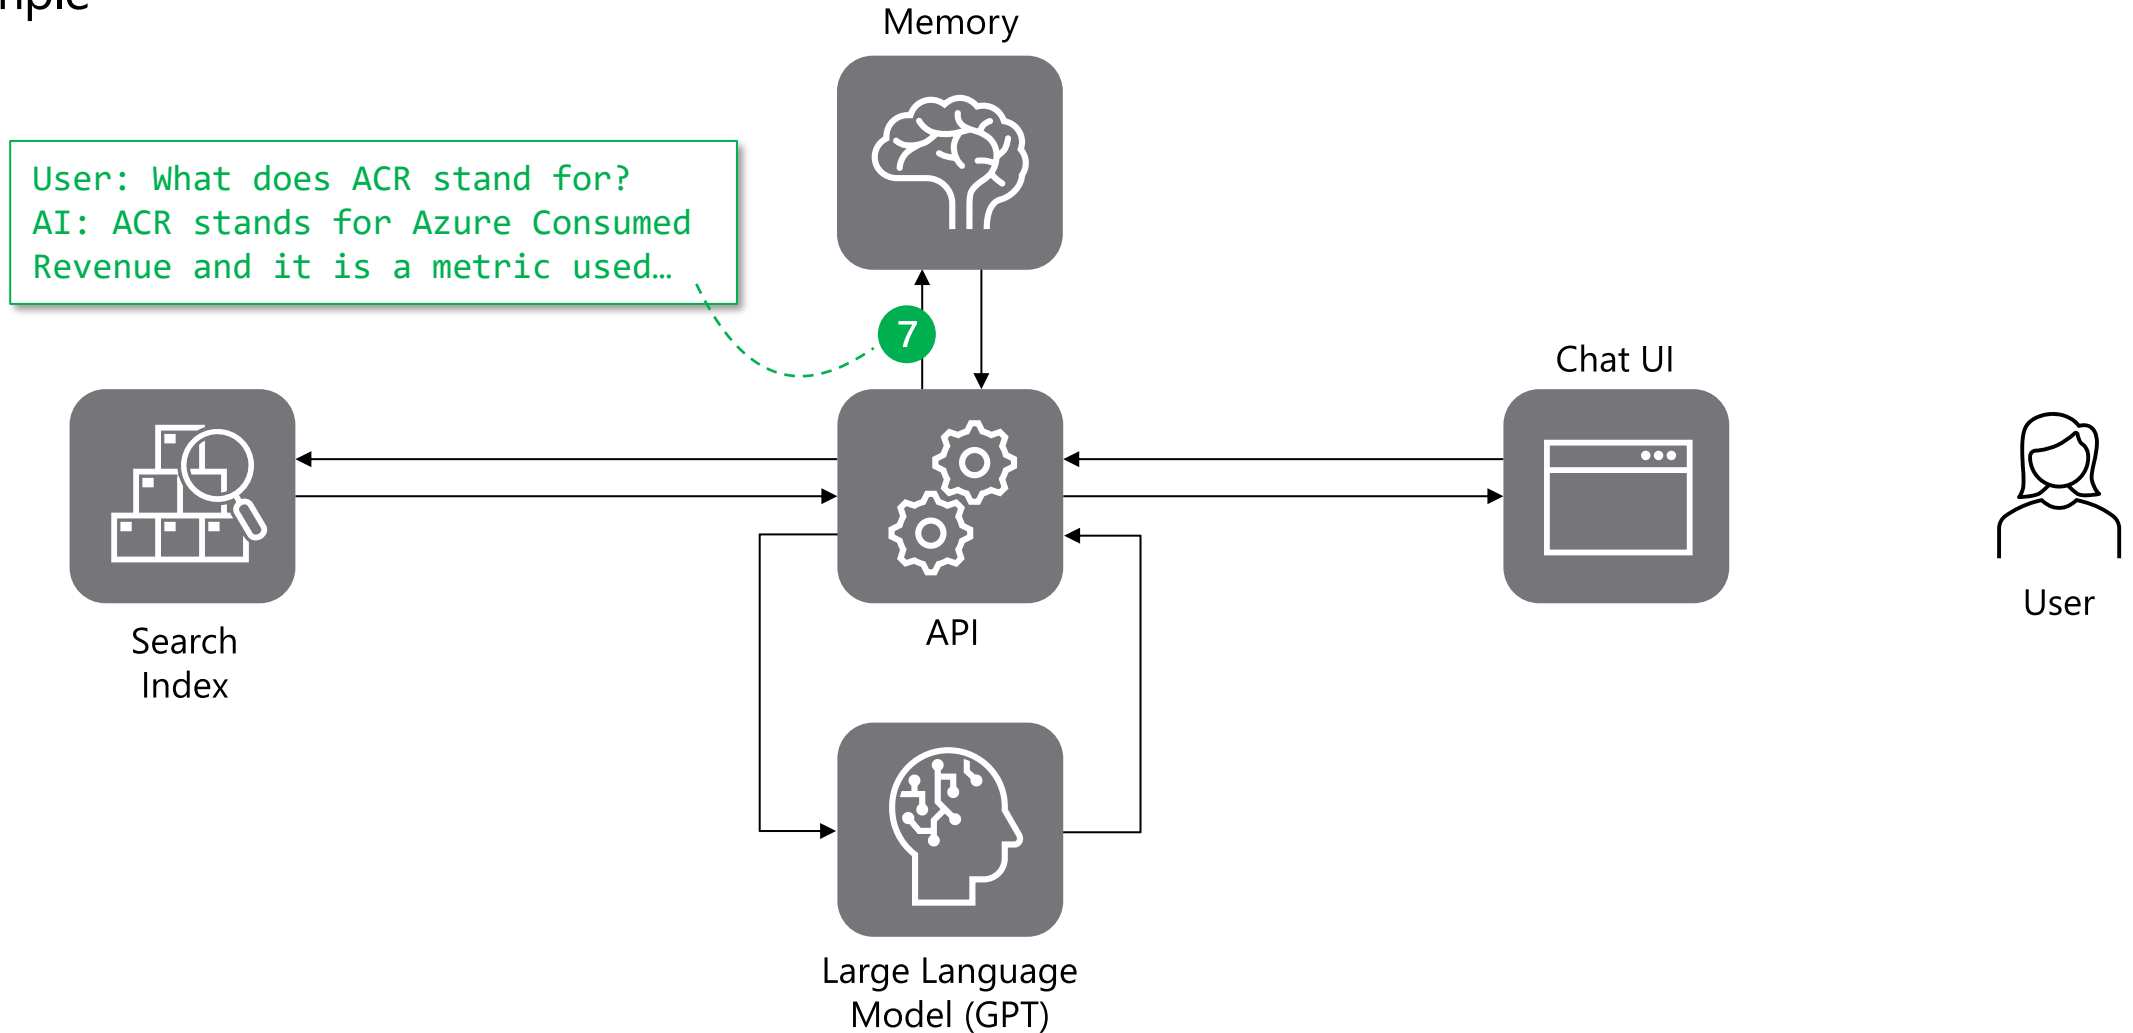 Memory
User: What does ACR stand for?
AI: ACR stands for Azure Consumed
Revenue and it is a metric used…
7
Chat UI
Search
Index
API
User
Large Language
Model (GPT)